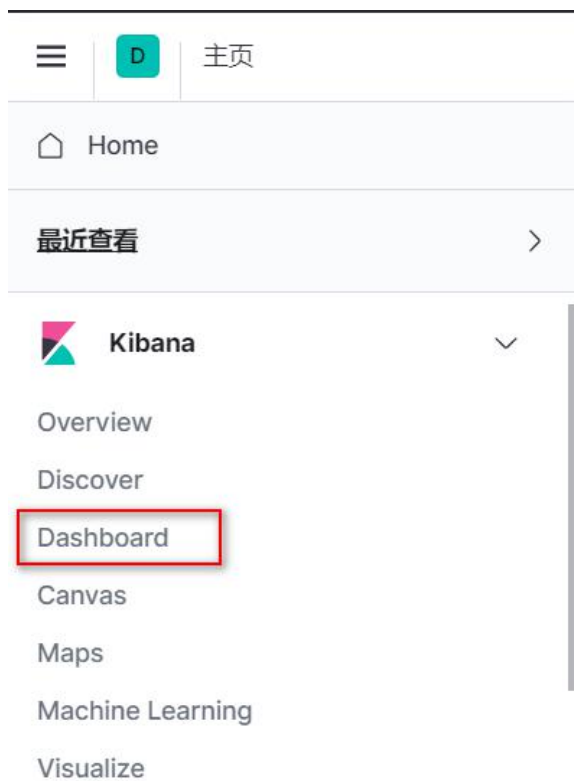 D 主页
Home
最近查看
Kibana
Overview
Discover
Dashboard
Canvas
Maps
Machine Learning
Visualize